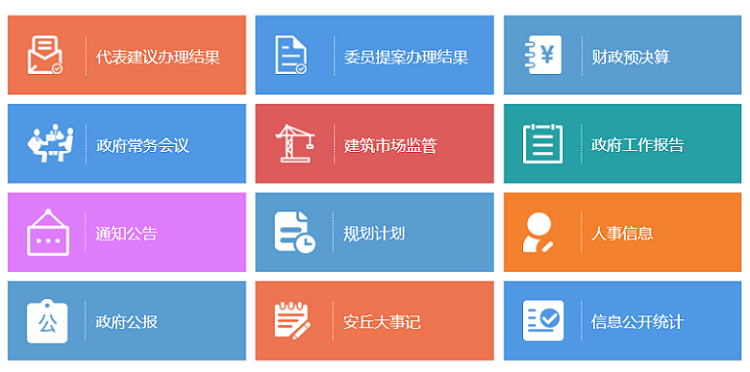 代表建议办理结果
委员提案办理结果
¥
财政预决算
政府常务会议
建筑市场监管
政府工作报告
通知公告
规划计划
人事信息
公
政府公报
安丘大事记
信息公开统计